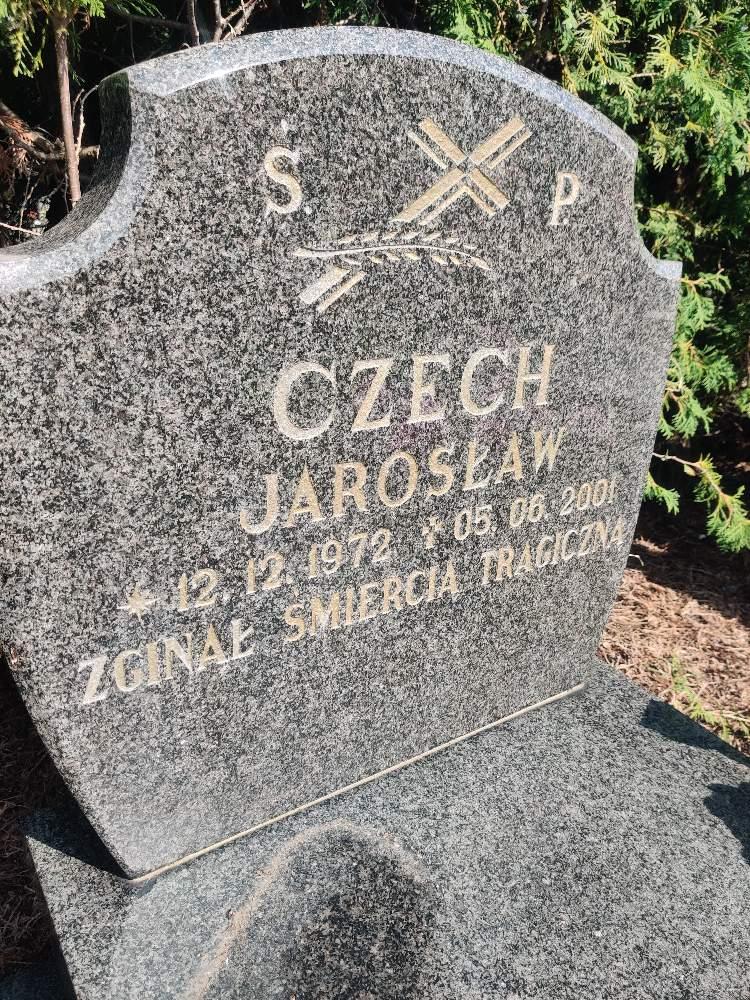 Ś. P.
CZECH
JAROSŁAW
* 12. 12. 1972 ✝ 05. 06. 2001
ZGINĄŁ ŚMIERCIĄ TRAGICZNĄ